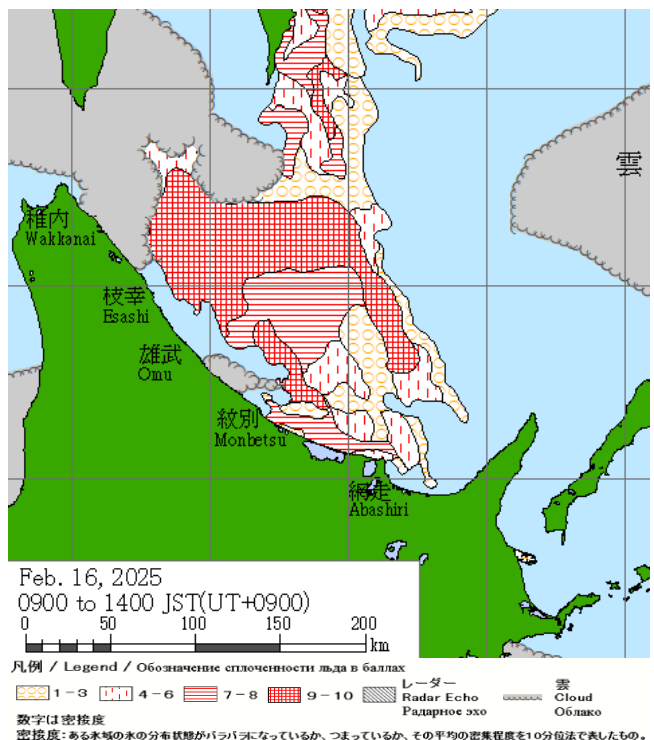 雲
稚内
Wakkanai
枝幸
Esashi
雄武
Omu
紋別
Monbetsu
網走
Abashiri
Feb. 16, 2025
0900 to 1400 JST(UT+0900)
0 50 100 150 200
km
凡例 / Legend / Обозначение сплоченности льда в баллах
1-3 4-6 7-8 9-10 レーダー Radar Echo Радарное эхо 雲 Cloud Облако
数字は密接度
密接度：ある氷域の氷の分布状態がバラバラになっているか、つまっているか、その平均の密集程度を10分位法で表したもの。